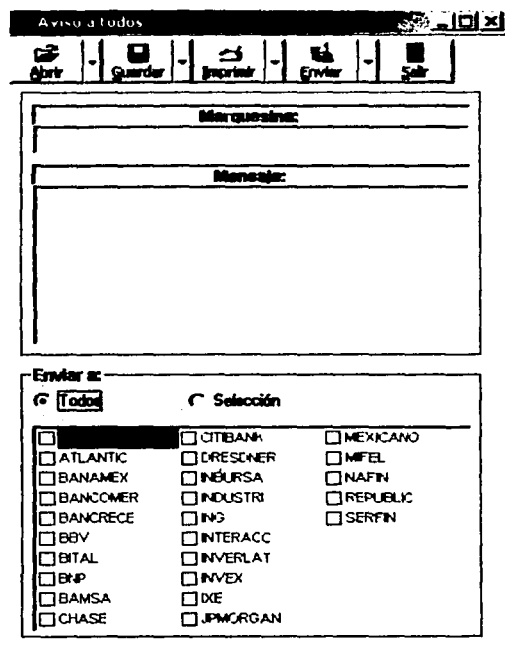 Aviso a todos
Abrir Guardar Imprimir Enviar Salir
Marquesina:
Mensaje:
Enviar a:
Todos Selección
CITIBANK MEXICANO
ATLANTIC DRESDNER MIFEL
BANAMEX INBURSA NAFIN
BANCOMER INDUSTRI REPUBLIC
BANCRECE ING SERFIN
BBV INTERACC
BITAL INVERLAT
BNP INVEX
BAMSA IXE
CHASE JPMORGAN